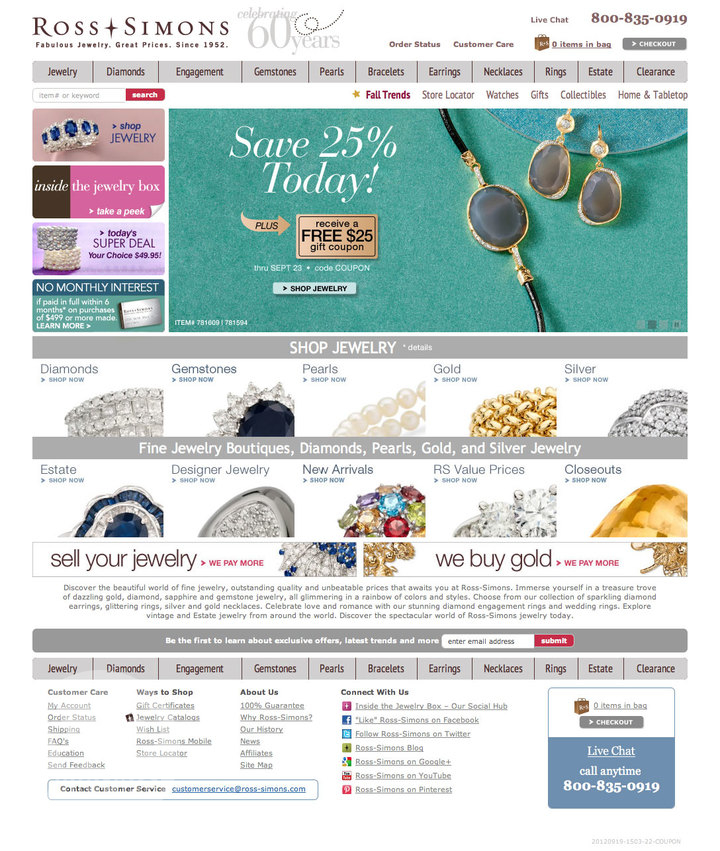 ROSS+SIMONS
Fabulous Jewelry. Great Prices. Since 1952.
celebrating
60 years
Live Chat
800-835-0919
Order Status
Customer Care
0 items in bag
> CHECKOUT
Jewelry
Diamonds
Engagement
Gemstones
Pearls
Bracelets
Earrings
Necklaces
Rings
Estate
Clearance
item# or keyword
search
Fall Trends
Store Locator
Watches
Gifts
Collectibles
Home & Tabletop
> shop
JEWELRY
inside the jewelry box
> take a peek
> today's
SUPER DEAL
Your Choice $49.95!
NO MONTHLY INTEREST
if paid in full within 6
months* on purchases
of $499 or more made.
LEARN MORE >
ROSS+SIMONS
Save 25%
Today!
PLUS
receive a
FREE $25
gift coupon
thru SEPT 23 • code COUPON
> SHOP JEWELRY
ITEM# 781609 | 781594
SHOP JEWELRY * details
Diamonds
> SHOP NOW
Gemstones
> SHOP NOW
Pearls
> SHOP NOW
Gold
> SHOP NOW
Silver
> SHOP NOW
Fine Jewelry Boutiques, Diamonds, Pearls, Gold, and Silver Jewelry
Estate
> SHOP NOW
Designer Jewelry
> SHOP NOW
New Arrivals
> SHOP NOW
RS Value Prices
> SHOP NOW
Closeouts
> SHOP NOW
sell your jewelry > WE PAY MORE
we buy gold > WE PAY MORE
Discover the beautiful world of fine jewelry, outstanding quality and unbeatable prices that awaits you at Ross-Simons. Immerse yourself in a treasure trove
of dazzling gold, diamond, sapphire and gemstone jewelry, all glimmering in a rainbow of colors and styles. Choose from our collection of sparkling diamond
earrings, glittering rings, silver and gold necklaces. Celebrate love and romance with our stunning diamond engagement rings and wedding rings. Explore
vintage and Estate jewelry from around the world. Discover the spectacular world of Ross-Simons jewelry today.
Be the first to learn about exclusive offers, latest trends and more
enter email address
submit
Jewelry
Diamonds
Engagement
Gemstones
Pearls
Bracelets
Earrings
Necklaces
Rings
Estate
Clearance
Customer Care
My Account
Order Status
Shipping
FAQ's
Education
Send Feedback
Ways to Shop
Gift Certificates
Jewelry Catalogs
Wish List
Ross-Simons Mobile
Store Locator
About Us
100% Guarantee
Why Ross-Simons?
Our History
News
Affiliates
Site Map
Connect With Us
Inside the Jewelry Box – Our Social Hub
"Like" Ross-Simons on Facebook
Follow Ross-Simons on Twitter
Ross-Simons Blog
Ross-Simons on Google+
Ross-Simons on YouTube
Ross-Simons on Pinterest
0 items in bag
> CHECKOUT
Live Chat
call anytime
800-835-0919
Contact Customer Service customerservice@ross-simons.com
20120919-1503-22-COUPON